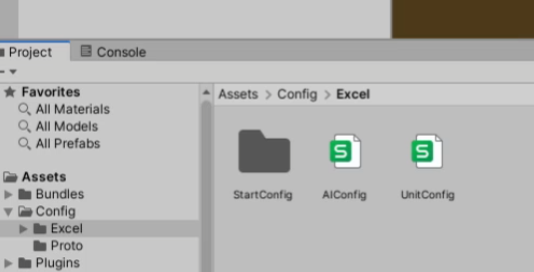 Project
Console
Favorites
All Materials
All Models
All Prefabs
Assets
Bundles
Config
Excel
Proto
Plugins
Assets > Config > Excel
S
S
StartConfig
AIConfig
UnitConfig